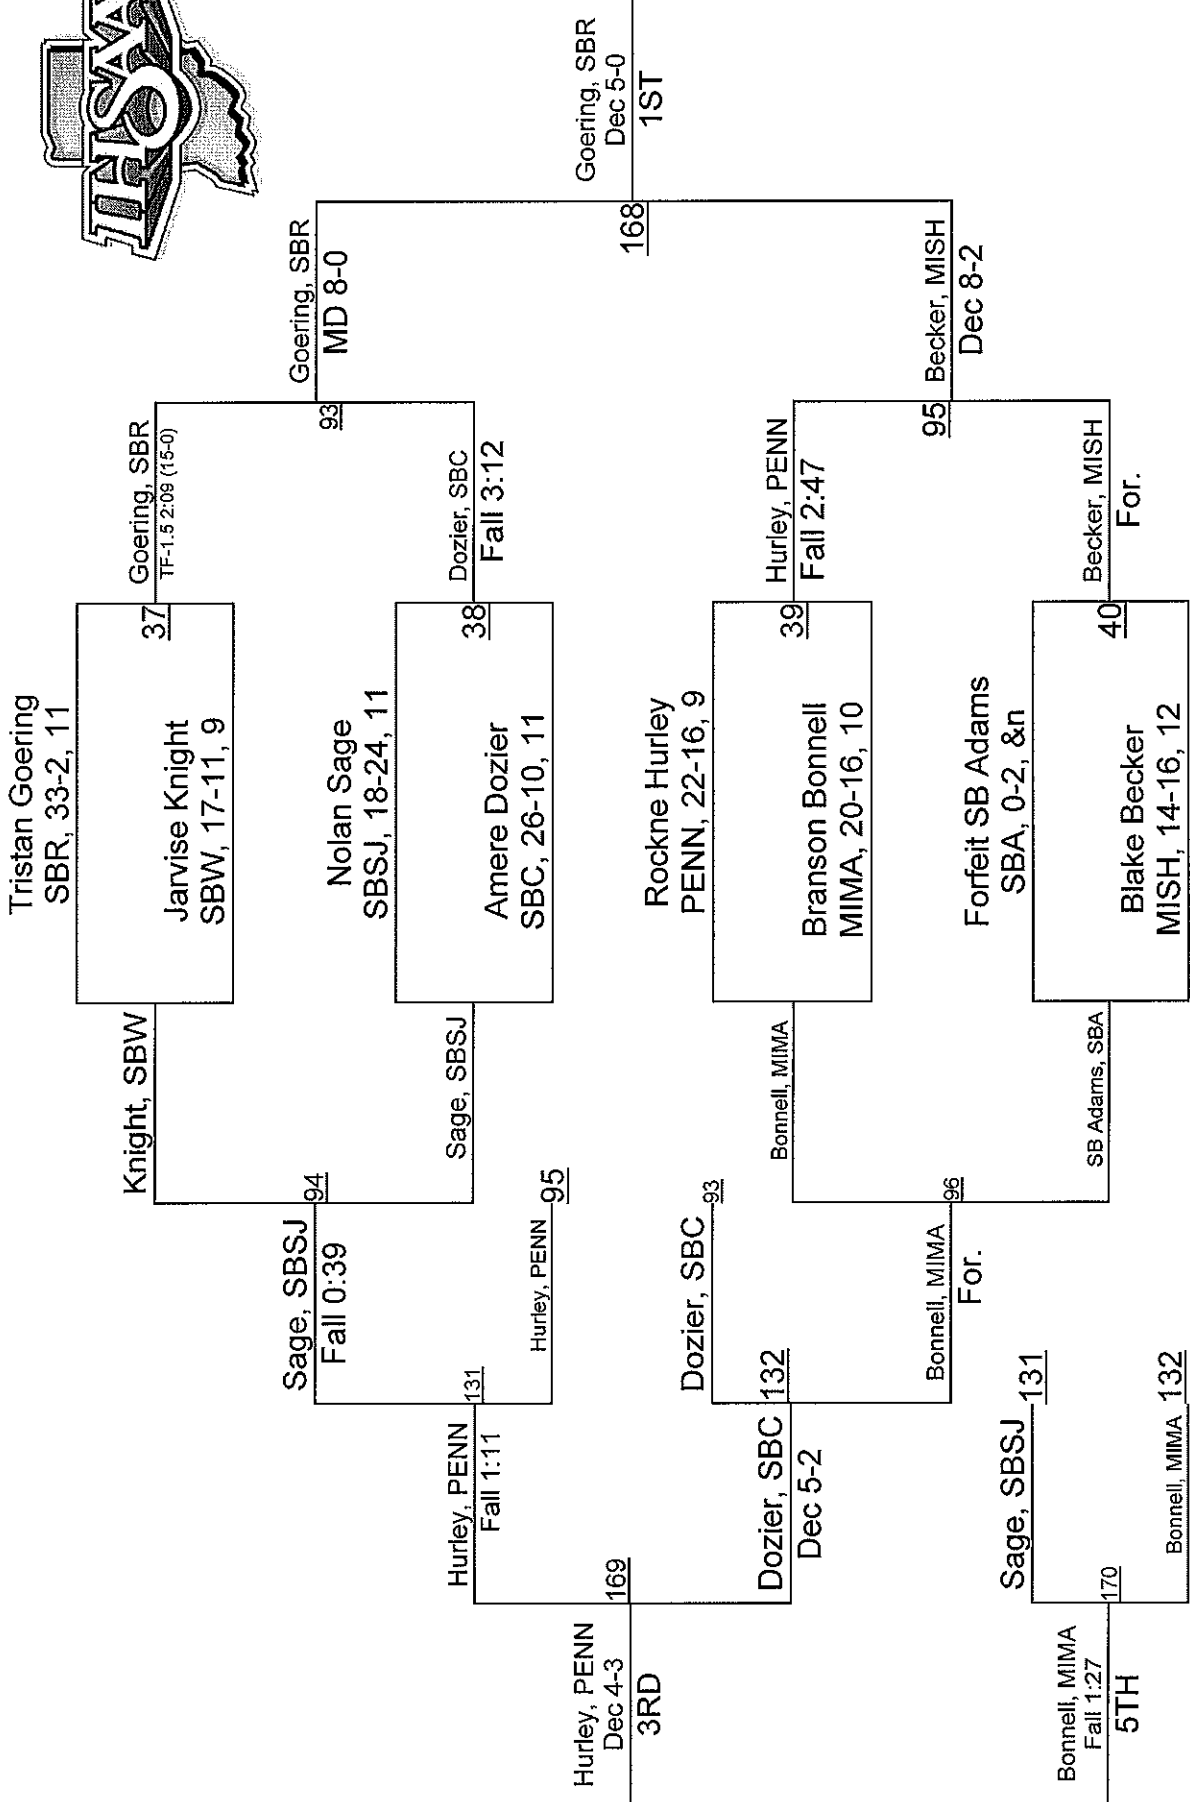 IHSWA
Tristan Goering
SBR, 33-2, 11
Jarvise Knight
SBW, 17-11, 9
37
Nolan Sage
SBSJ, 18-24, 11
Amere Dozier
SBC, 26-10, 11
38
Rockne Hurley
PENN, 22-16, 9
Branson Bonnell
MIMA, 20-16, 10
39
Forfeit SB Adams
SBA, 0-2, &n
Blake Becker
MISH, 14-16, 12
40
Goering, SBR
TF-1.5 2:09 (15-0)
Dozier, SBC
Fall 3:12
93
Hurley, PENN
Fall 2:47
Becker, MISH
For.
95
Goering, SBR
MD 8-0
Becker, MISH
Dec 8-2
168
Goering, SBR
Dec 5-0
1ST
Knight, SBW
Sage, SBSJ
94
Bonnell, MIMA
SB Adams, SBA
96
Sage, SBSJ
Fall 0:39
Hurley, PENN 95
131
Dozier, SBC 93
Bonnell, MIMA
For.
132
Hurley, PENN
Fall 1:11
Dozier, SBC
Dec 5-2
169
Hurley, PENN
Dec 4-3
3RD
Sage, SBSJ 131
Bonnell, MIMA 132
170
Bonnell, MIMA
Fall 1:27
5TH